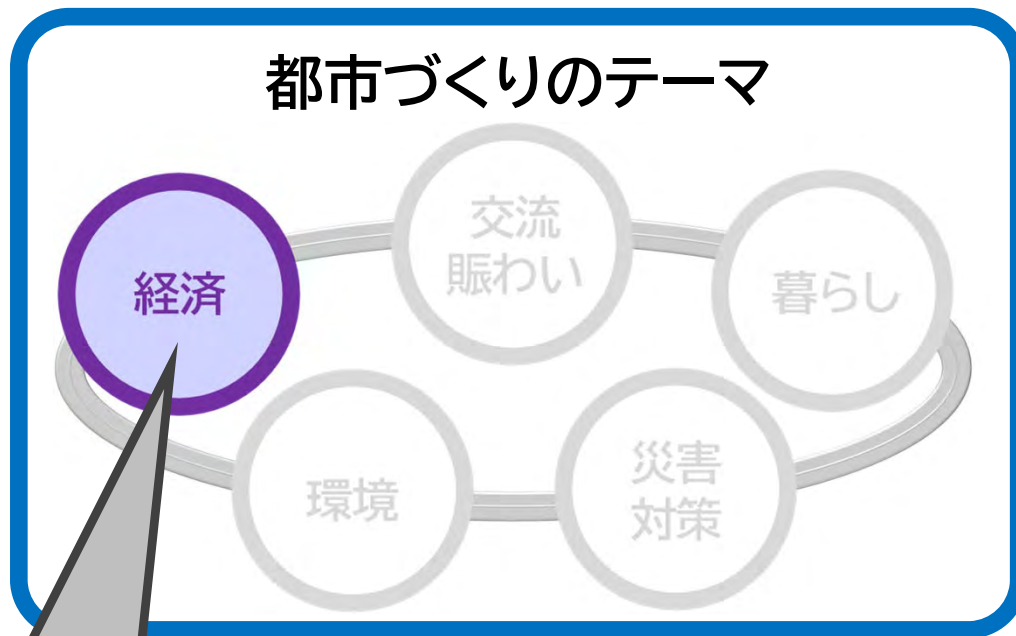 都市づくりのテーマ
経済
交流
賑わい
暮らし
環境
災害
対策